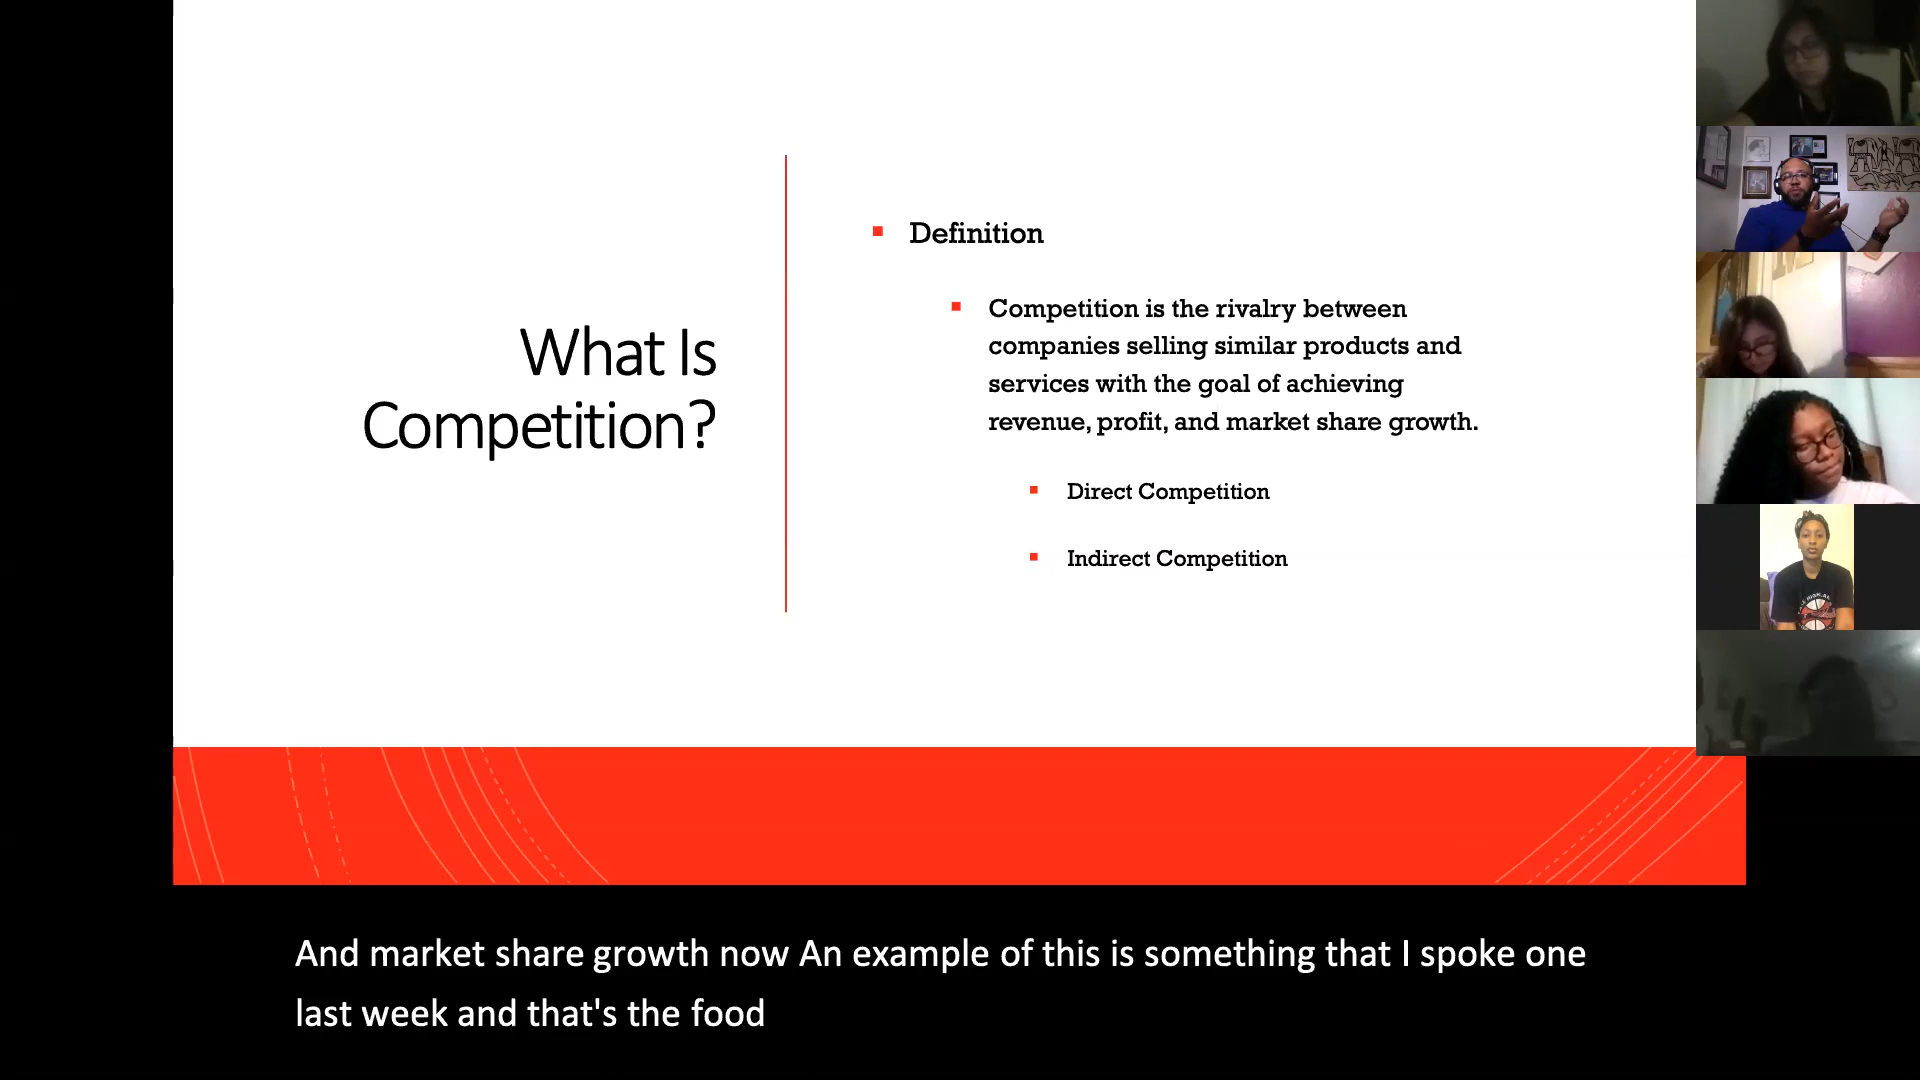 What Is
Competition?
Definition
Competition is the rivalry between
companies selling similar products and
services with the goal of achieving
revenue, profit, and market share growth.
Direct Competition
Indirect Competition
And market share growth now An example of this is something that I spoke one
last week and that's the food